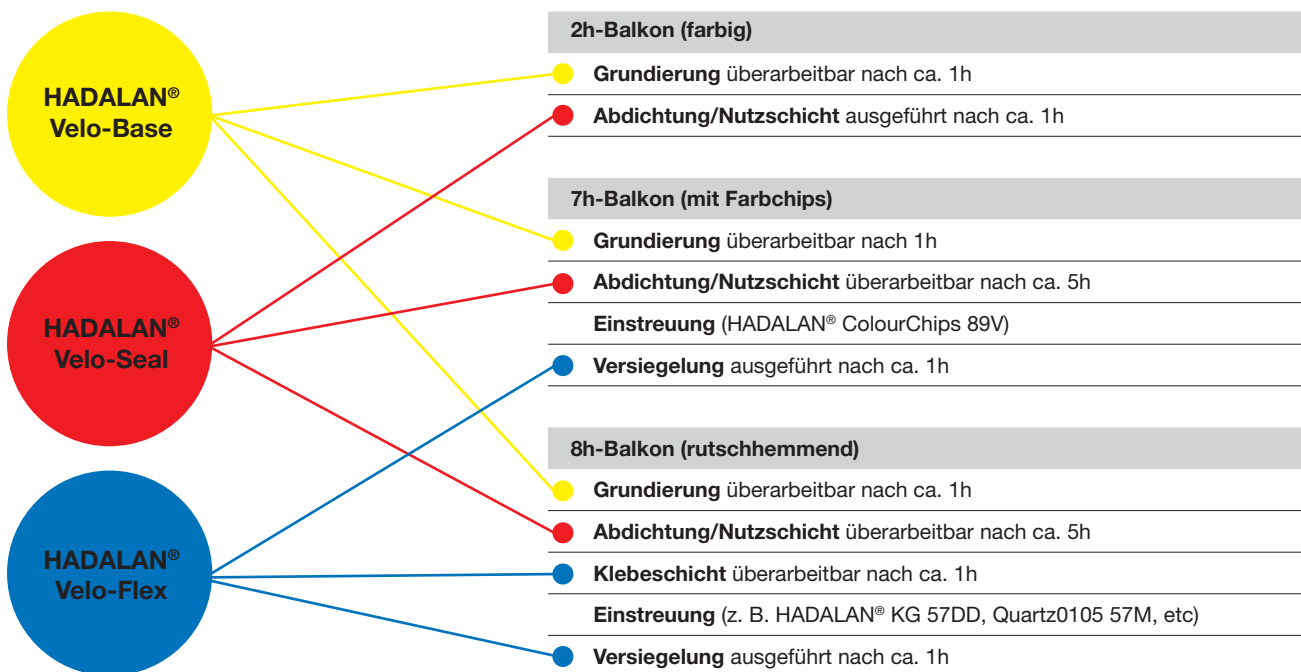 HADALAN®
Velo-Base
HADALAN®
Velo-Seal
HADALAN®
Velo-Flex
2h-Balkon (farbig)
Grundierung überarbeitbar nach ca. 1h
Abdichtung/Nutzschicht ausgeführt nach ca. 1h
7h-Balkon (mit Farbchips)
Grundierung überarbeitbar nach 1h
Abdichtung/Nutzschicht überarbeitbar nach ca. 5h
Einstreuung (HADALAN® ColourChips 89V)
Versiegelung ausgeführt nach ca. 1h
8h-Balkon (rutschhemmend)
Grundierung überarbeitbar nach ca. 1h
Abdichtung/Nutzschicht überarbeitbar nach ca. 5h
Klebeschicht überarbeitbar nach ca. 1h
Einstreuung (z. B. HADALAN® KG 57DD, Quartz0105 57M, etc)
Versiegelung ausgeführt nach ca. 1h